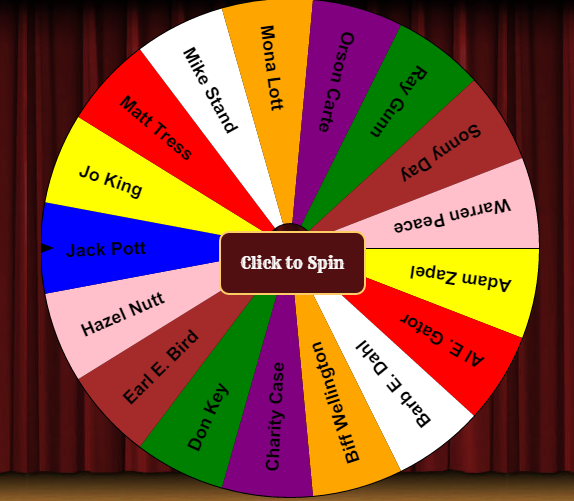 Mona Lott
Orson Carte
Ray Gunn
Sonny Day
Warren Peace
Adam Zapel
Al E. Gator
Barb E. Dahl
Biff Wellington
Charity Case
Don Key
Earl E. Bird
Hazel Nutt
Jack Pott
Jo King
Matt Tress
Mike Stand
Click to Spin